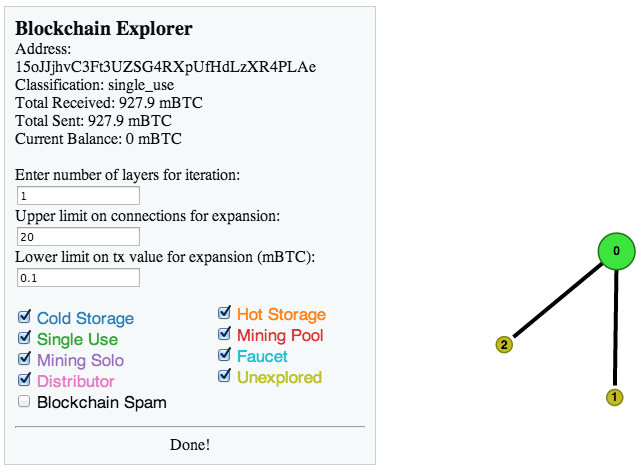 Blockchain Explorer
Address:
15oJJjhvC3Ft3UZSG4RXpUfHdLzXR4PLAe
Classification: single_use
Total Received: 927.9 mBTC
Total Sent: 927.9 mBTC
Current Balance: 0 mBTC
Enter number of layers for iteration:
1
Upper limit on connections for expansion:
20
Lower limit on tx value for expansion (mBTC):
0.1
Cold Storage
Single Use
Mining Solo
Distributor
Blockchain Spam
Hot Storage
Mining Pool
Faucet
Unexplored
Done!
0
2
1